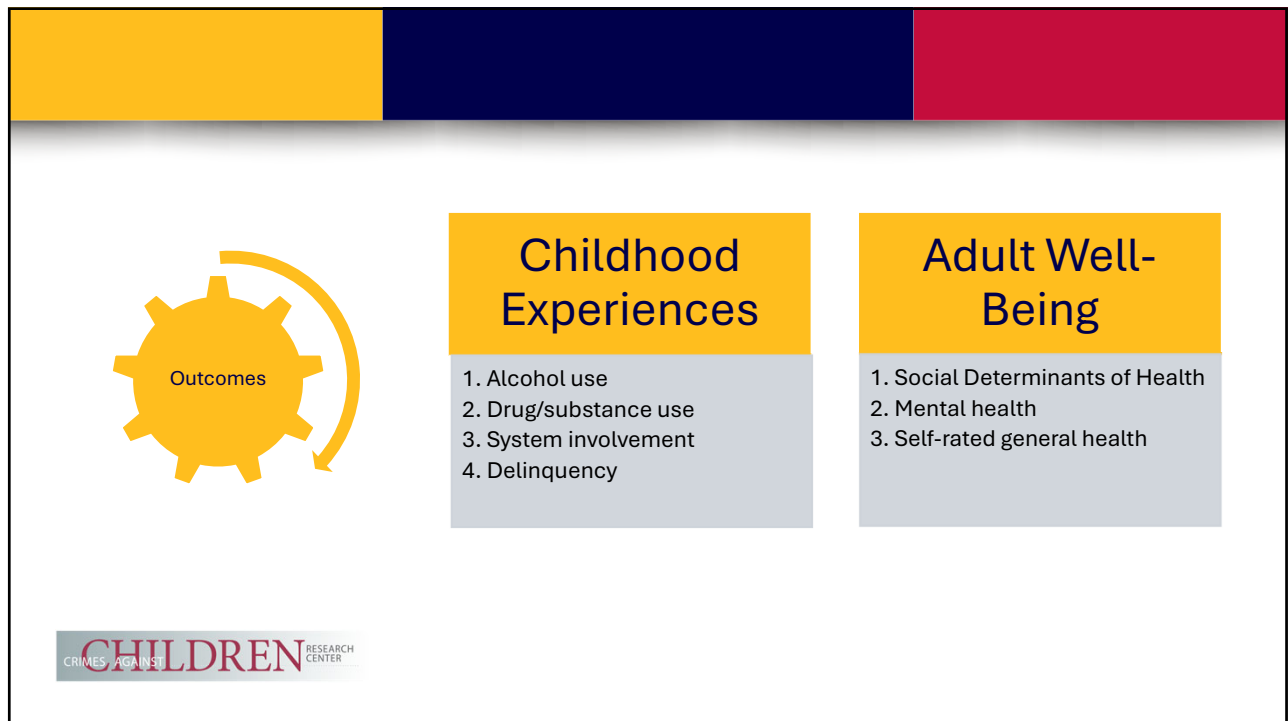 Outcomes
Childhood
Experiences
1. Alcohol use
2. Drug/substance use
3. System involvement
4. Delinquency
Adult Well-
Being
1. Social Determinants of Health
2. Mental health
3. Self-rated general health
CRIMES AGAINST CHILDREN RESEARCH
CENTER